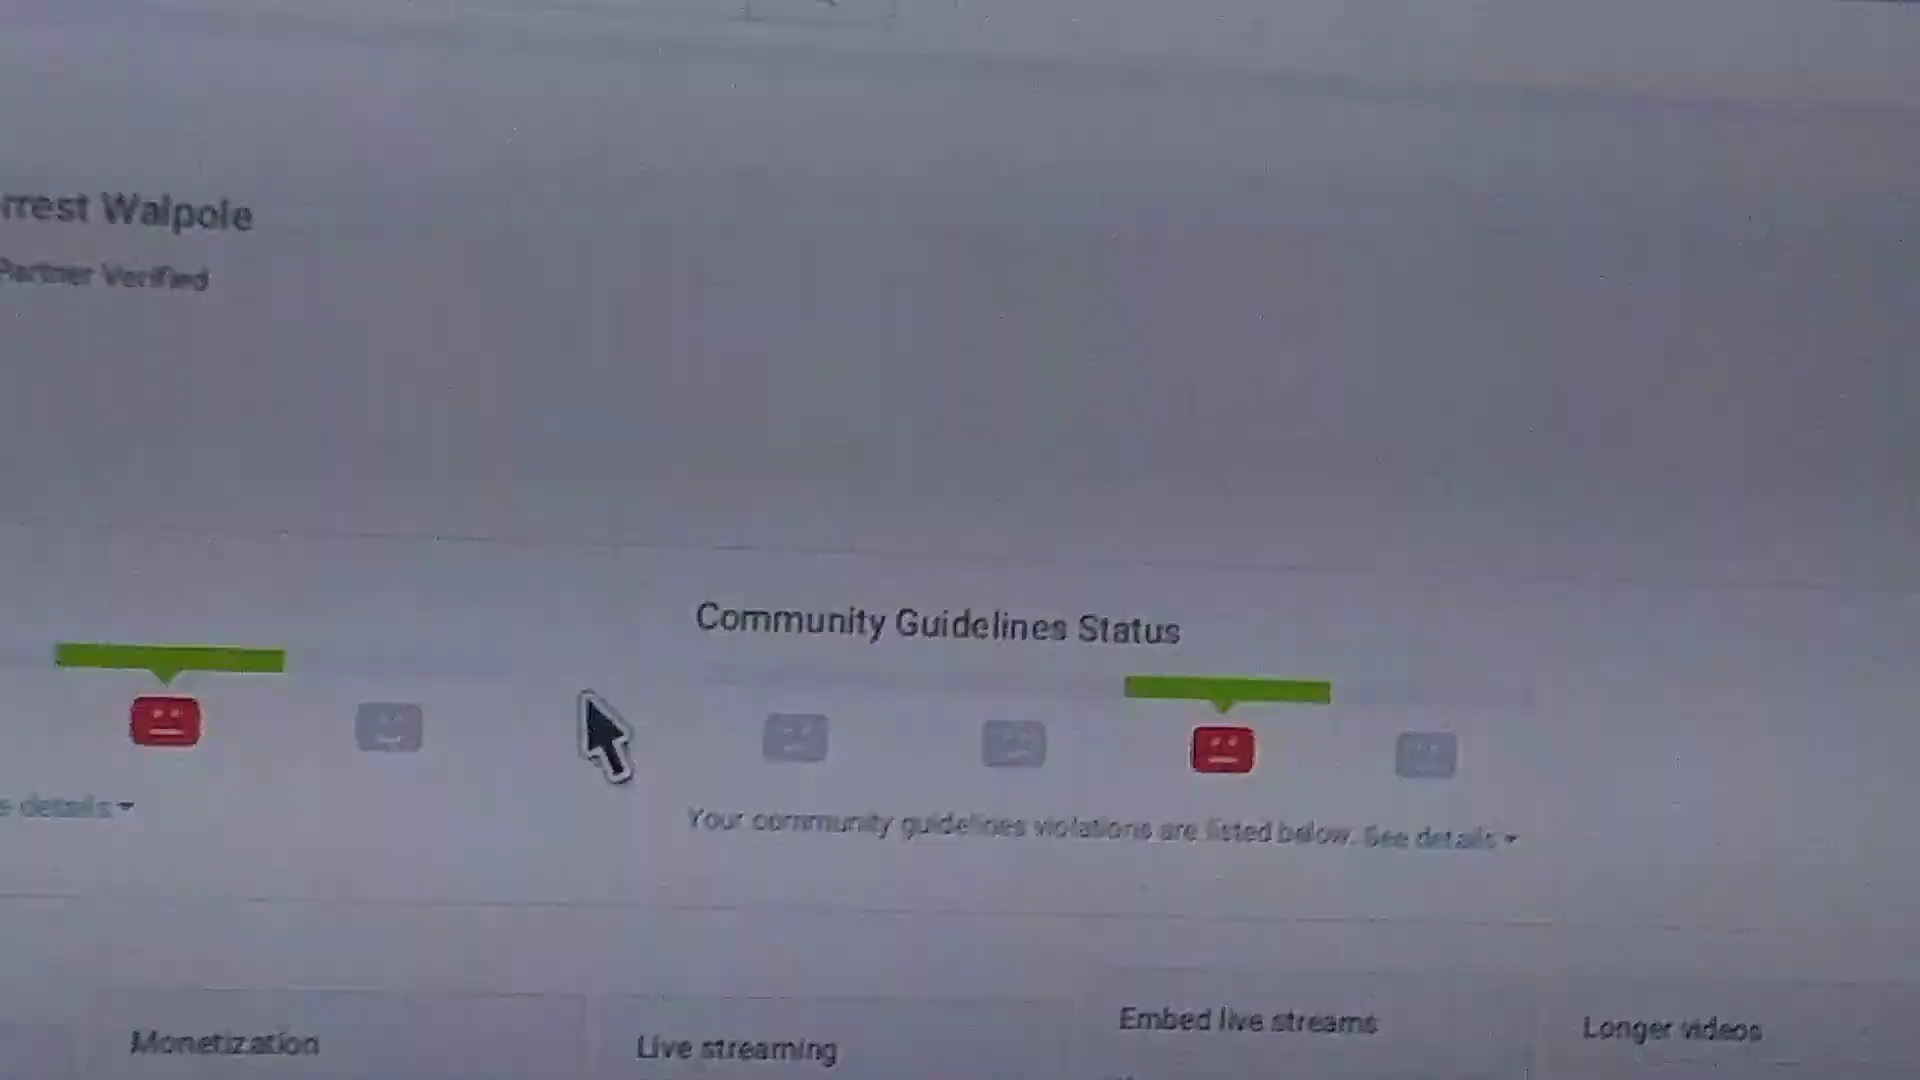 rrest Walpole
Partner Verified
Community Guidelines Status
s details
Your community guidelines violations are listed below. See details
Monetization
Live streaming
Embed live streams
Longer videos